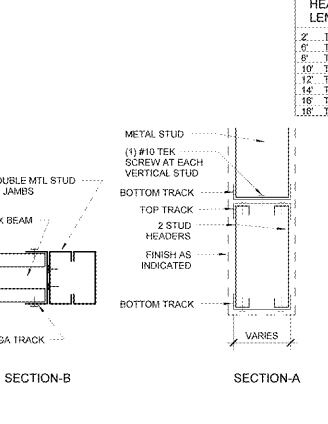 HEA
LEN
2' T
6' T
8' T
10' T
12' T
14' T
16' T
18' T
METAL STUD
(1) #10 TEK
SCREW AT EACH
VERTICAL STUD
BOTTOM TRACK
TOP TRACK
2 STUD
HEADERS
FINISH AS
INDICATED
BOTTOM TRACK
VARIES
SECTION-A
OUBLE MTL STUD
JAMBS
X BEAM
GA TRACK
SECTION-B